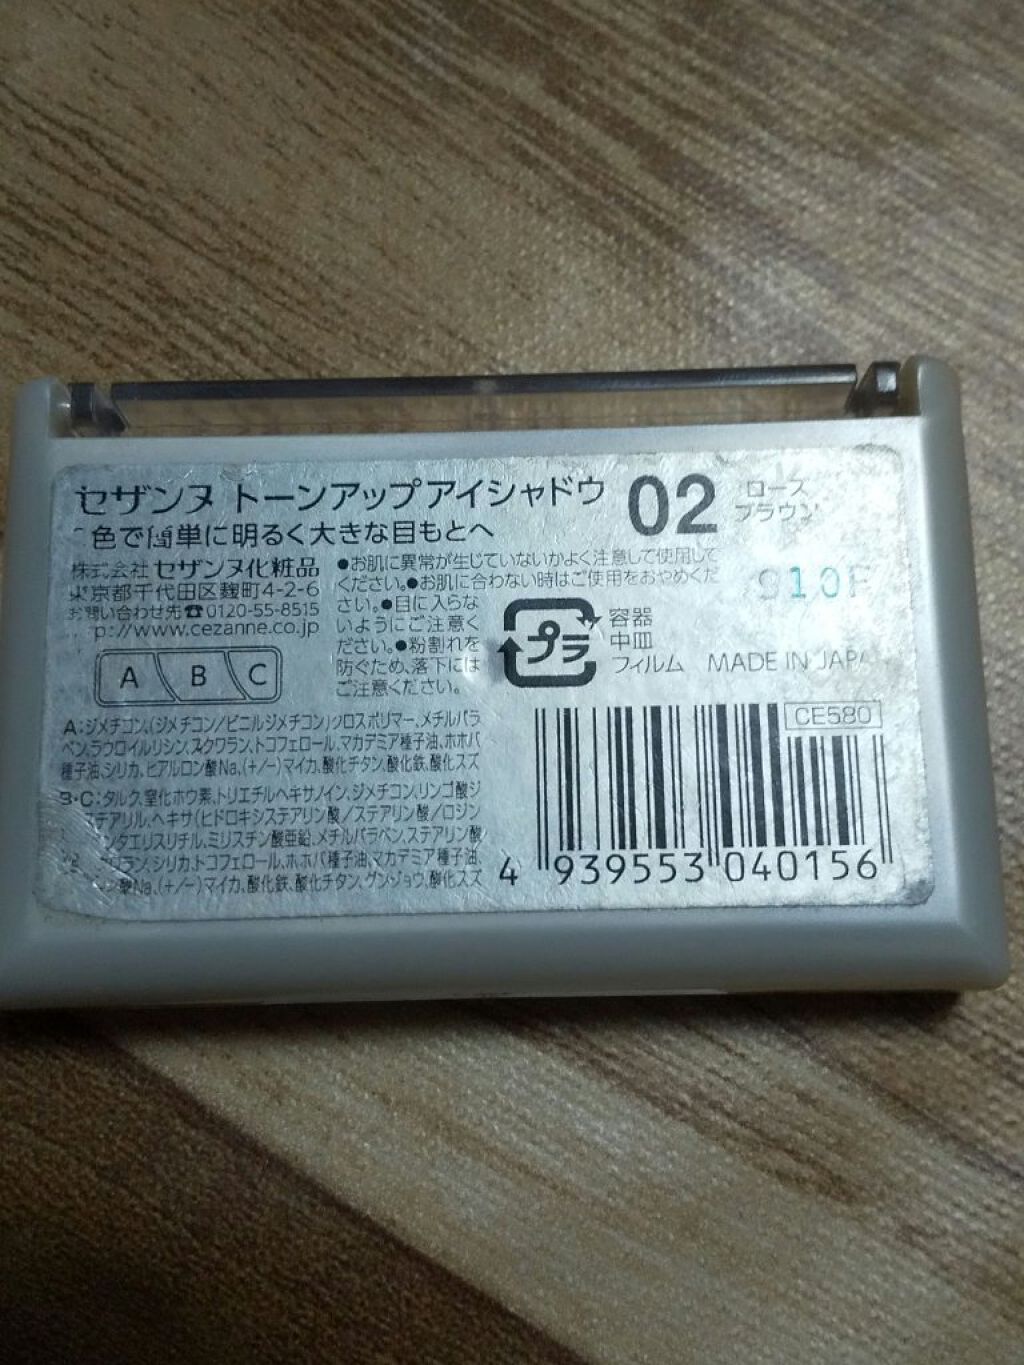 セザンヌ トーンアップアイシャドウ
02
ローズ
ブラウン
色で簡単に明るく大きな目もとへ
株式会社 セザンヌ化粧品
東京都千代田区麹町4-2-6
お問い合わせ先☎0120-55-8515
p://www.cezanne.co.jp
A B C
●お肌に異常が生じていないかよく注意して使用して
ください。●お肌に合わない時はご使用をおやめくだ
さい。●目に入らな
いようにご注意く
ださい。●粉割れを
防ぐため、落下には
ご注意ください。
910F
プラ
容器
中皿
フィルム
MADE IN JAPA
A:ジメチコン、(ジメチコン/ビニルジメチコン)クロスポリマー、メチルパラ
ベン、ラウロイルリシン、スクワラン、トコフェロール、マカデミア種子油、ホホバ
種子油、シリカ、ヒアルロン酸Na、(+/-)マイカ、酸化チタン、酸化鉄、酸化スズ
B・C:タルク、窒化ホウ素、トリエチルヘキサノイン、ジメチコン、リンゴ酸ジ
ステアリル、ヘキサ(ヒドロキシステアリン酸/ステアリン酸/ロジン
ンタエリスリチル、ミリスチン酸亜鉛、メチルパラベン、ステアリン酸
ワラン、シリカ、トコフェロール、ホホバ種子油、マカデミア種子油、
酸Na、(+/-)マイカ、酸化鉄、酸化チタン、グンジョウ、酸化スズ
CE580
4 939553 040156